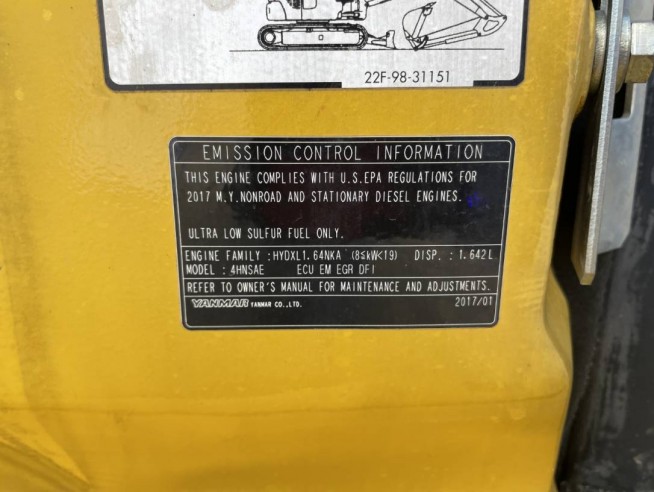 22F-98-31151
EMISSION CONTROL INFORMATION
THIS ENGINE COMPLIES WITH U.S.EPA REGULATIONS FOR
2017 M.Y.NONROAD AND STATIONARY DIESEL ENGINES.
ULTRA LOW SULFUR FUEL ONLY.
ENGINE FAMILY :HYDXL1.64NKA (8≤kW<19) DISP. : 1.642L
MODEL : 4HNSAE ECU EM EGR DFI
REFER TO OWNER'S MANUAL FOR MAINTENANCE AND ADJUSTMENTS.
YANMAR YANMAR CO.,LTD. 2017/01